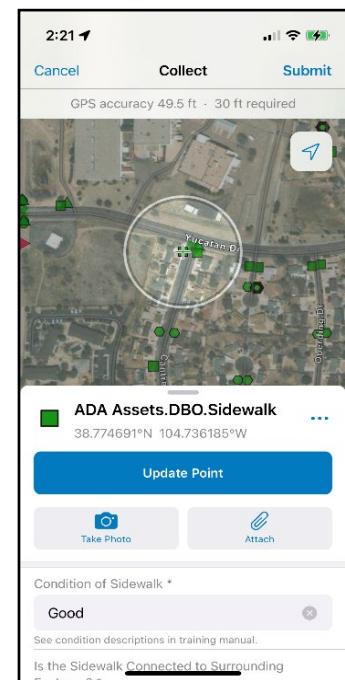 2:21
Cancel Collect Submit
GPS accuracy 49.5 ft · 30 ft required
Yucatan Dr
ADA Assets.DBO.Sidewalk
38.774691°N 104.736185°W
Update Point
Take Photo Attach
Condition of Sidewalk *
Good
See condition descriptions in training manual.
Is the Sidewalk Connected to Surrounding